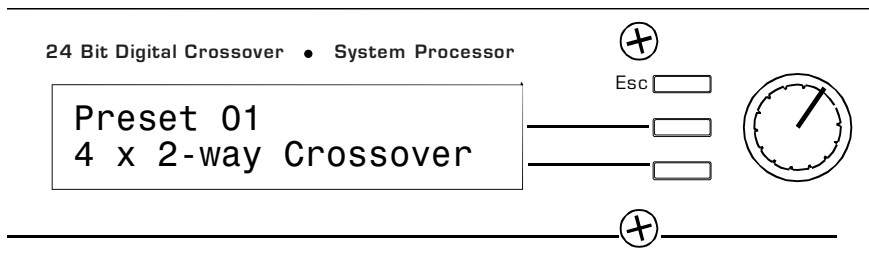 24 Bit Digital Crossover • System Processor
Esc
Preset 01
4 x 2-way Crossover